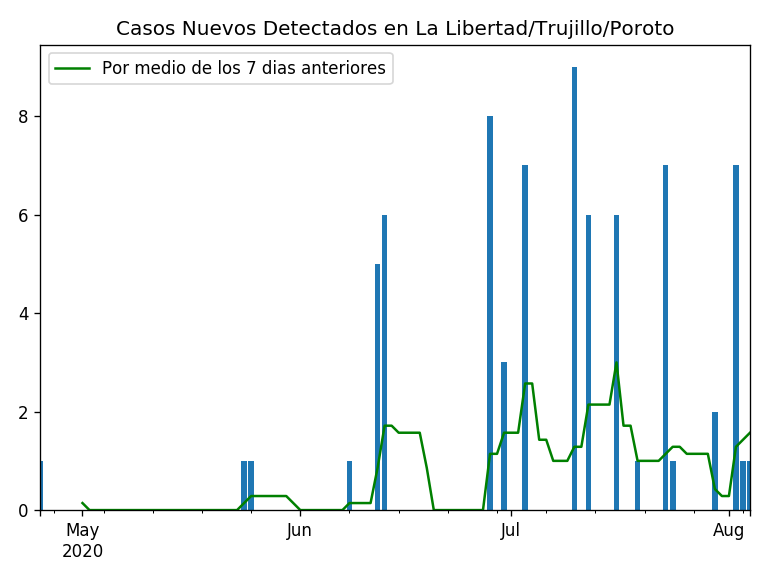 Casos Nuevos Detectados en La Libertad/Trujillo/Poroto
Por medio de los 7 dias anteriores
8
6
4
2
0
May
2020
Jun
Jul
Aug